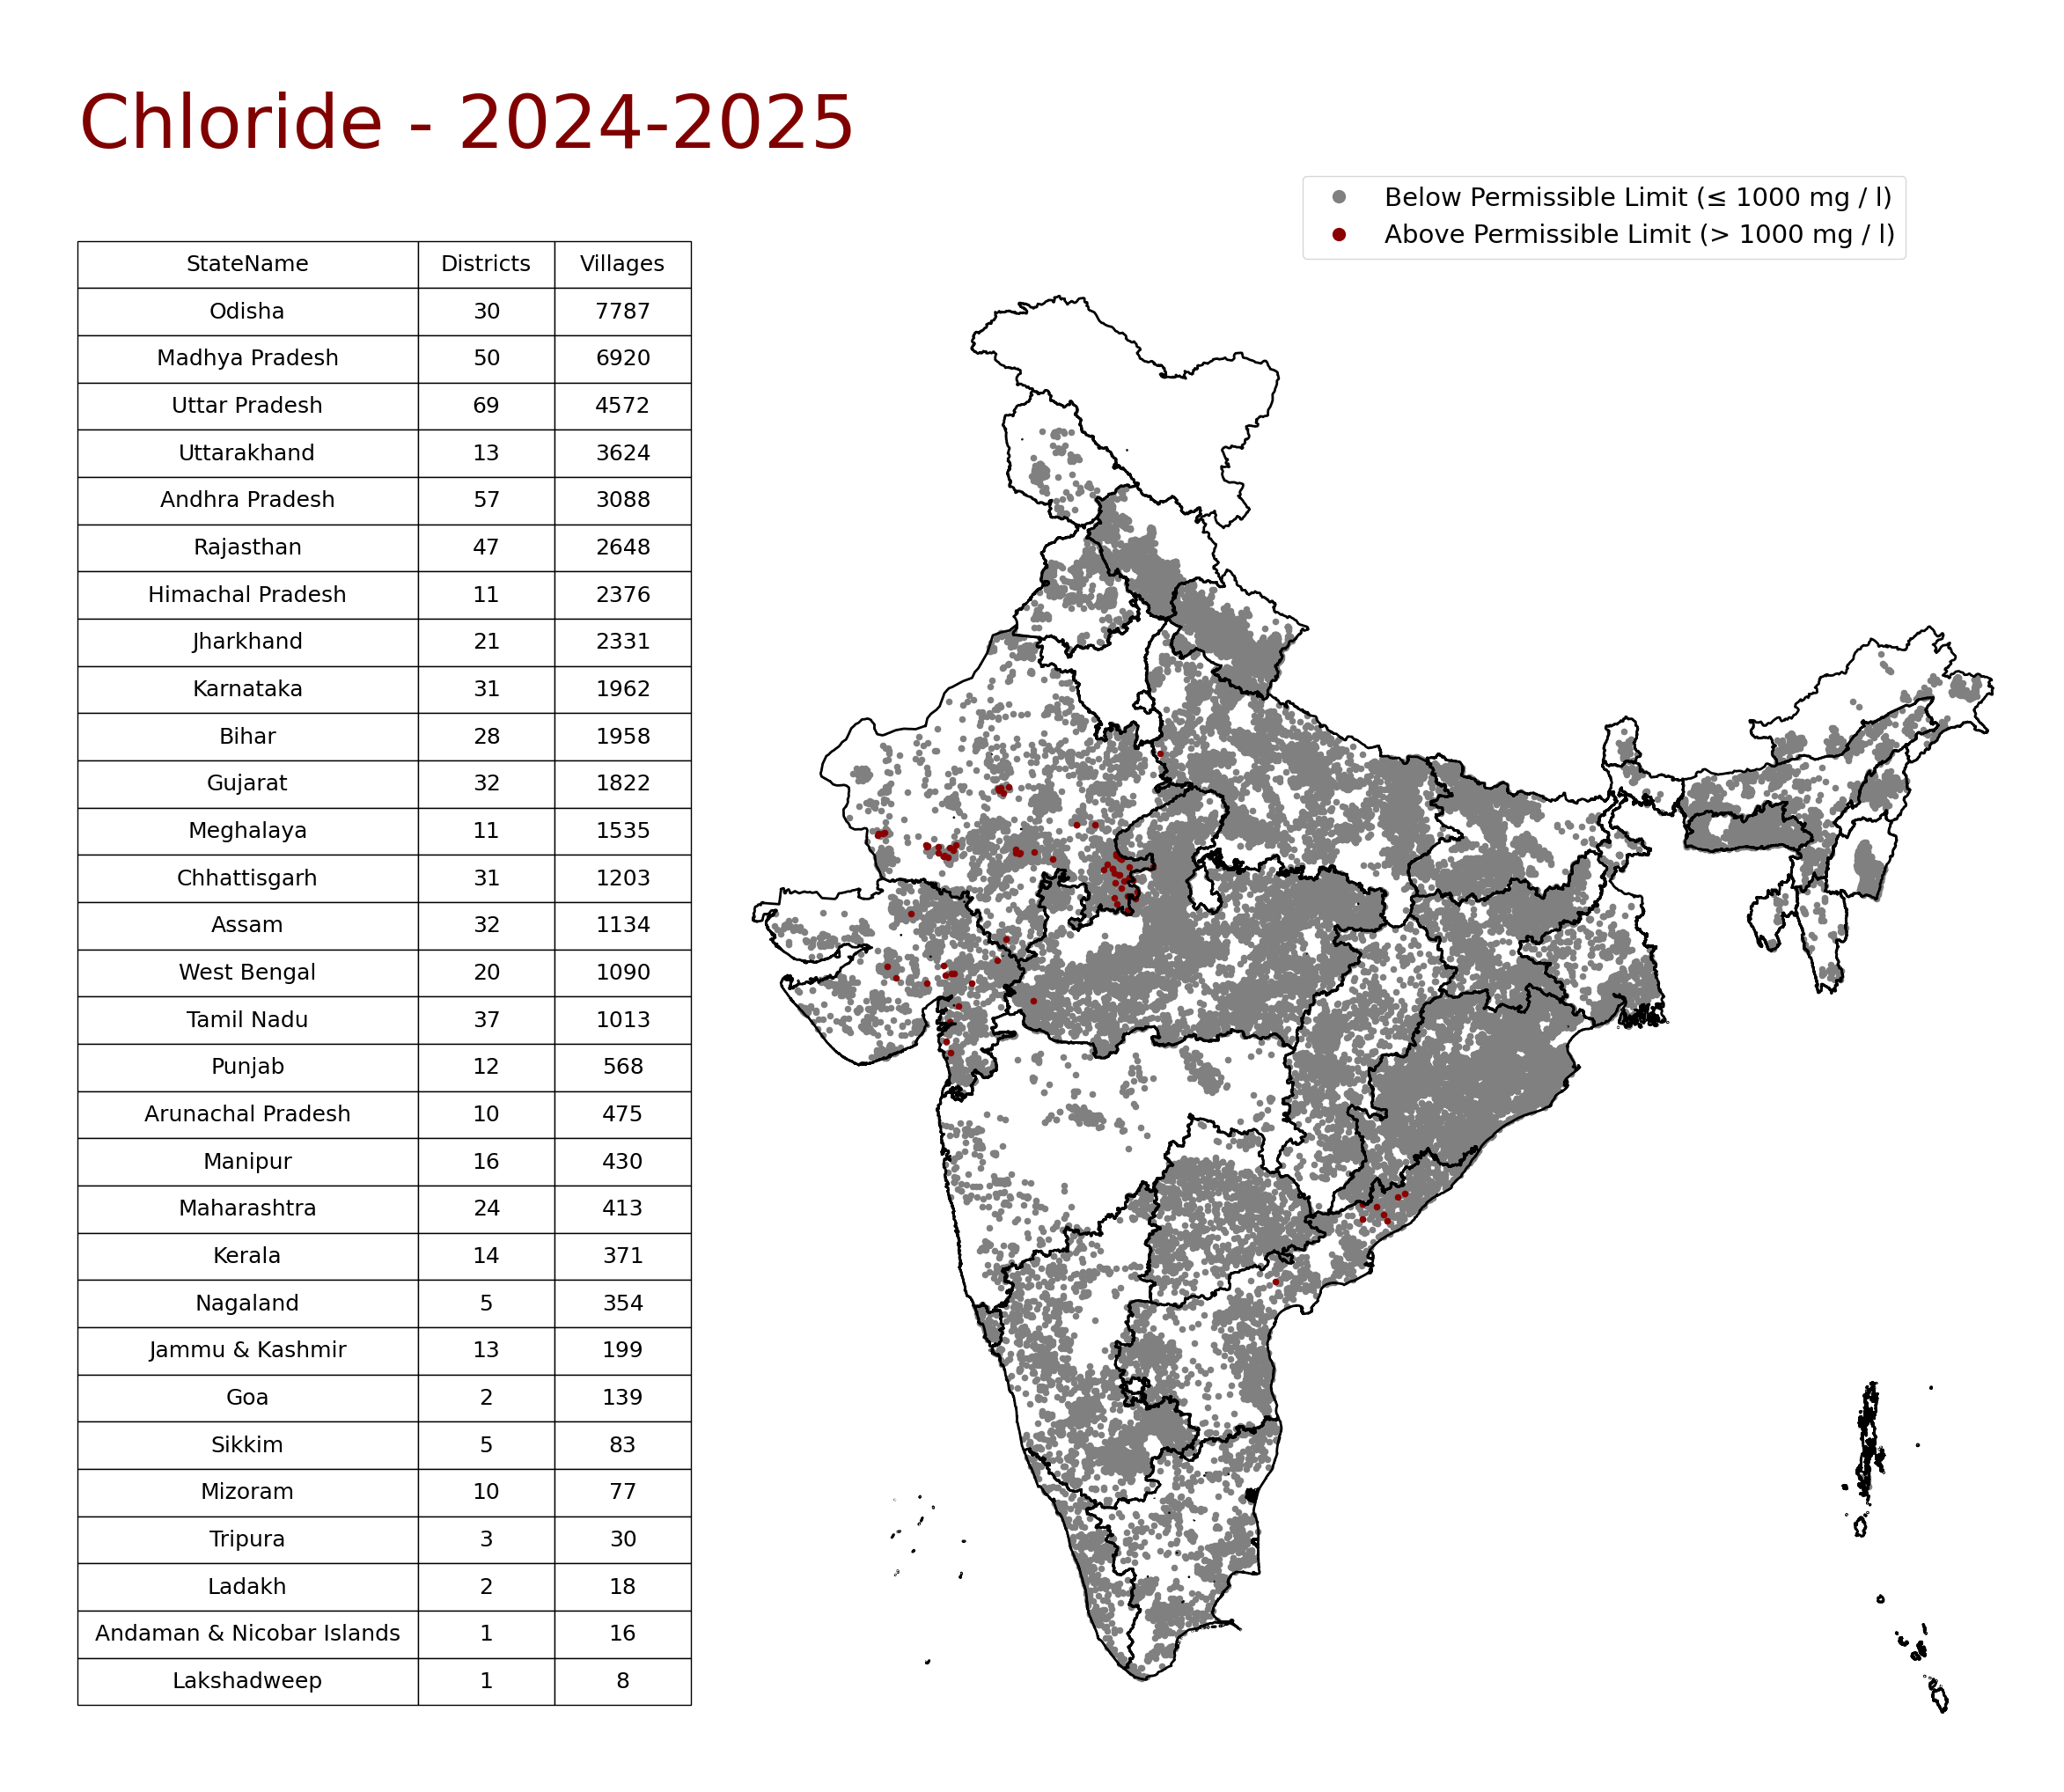 Chloride - 2024-2025
Below Permissible Limit (≤ 1000 mg / l)
Above Permissible Limit (> 1000 mg / l)
StateName Districts Villages
Odisha 30 7787
Madhya Pradesh 50 6920
Uttar Pradesh 69 4572
Uttarakhand 13 3624
Andhra Pradesh 57 3088
Rajasthan 47 2648
Himachal Pradesh 11 2376
Jharkhand 21 2331
Karnataka 31 1962
Bihar 28 1958
Gujarat 32 1822
Meghalaya 11 1535
Chhattisgarh 31 1203
Assam 32 1134
West Bengal 20 1090
Tamil Nadu 37 1013
Punjab 12 568
Arunachal Pradesh 10 475
Manipur 16 430
Maharashtra 24 413
Kerala 14 371
Nagaland 5 354
Jammu & Kashmir 13 199
Goa 2 139
Sikkim 5 83
Mizoram 10 77
Tripura 3 30
Ladakh 2 18
Andaman & Nicobar Islands 1 16
Lakshadweep 1 8